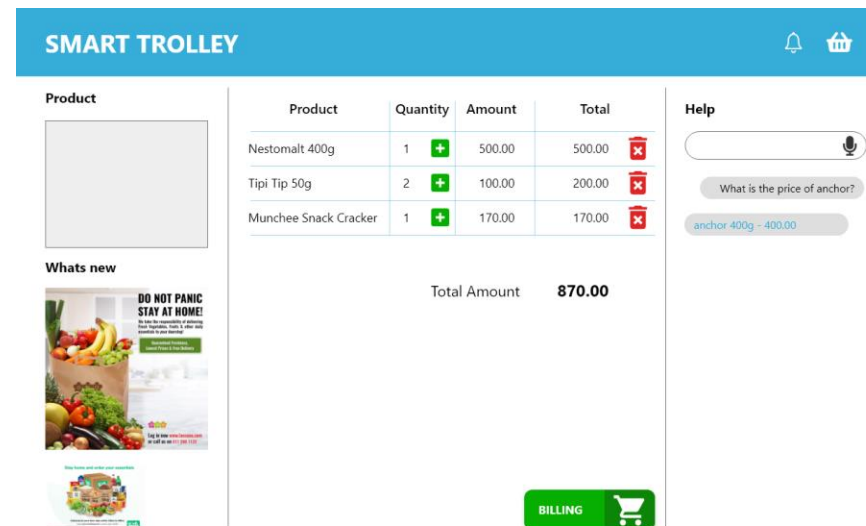 SMART TROLLEY
Product
Whats new
DO NOT PANIC
STAY AT HOME!
Product Quantity Amount Total
Nestomalt 400g 1 500.00 500.00
Tipi Tip 50g 2 100.00 200.00
Munchee Snack Cracker 1 170.00 170.00
Total Amount 870.00
BILLING
Help
What is the price of anchor?
anchor 400g - 400.00